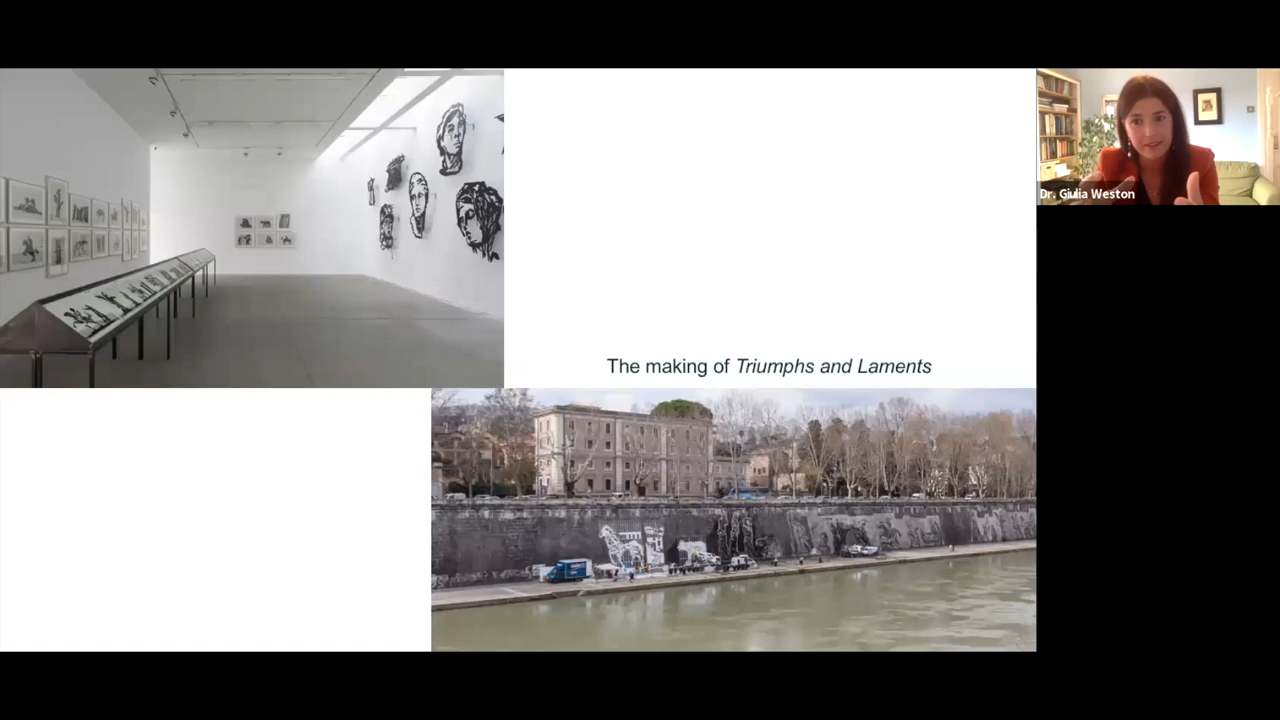 Dr. Giulia Weston
The making of Triumphs and Laments